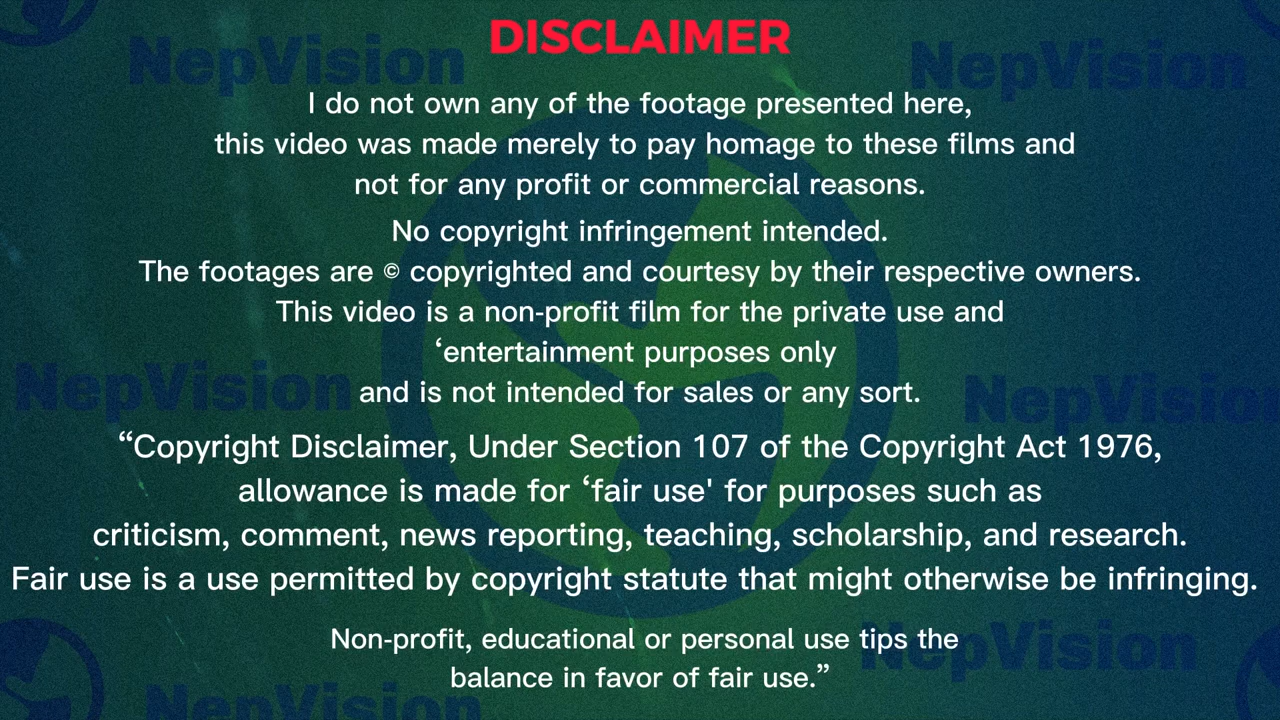 DISCLAIMER
NepVision NepVision
I do not own any of the footage presented here,
this video was made merely to pay homage to these films and
not for any profit or commercial reasons.
No copyright infringement intended.
The footages are © copyrighted and courtesy by their respective owners.
This video is a non-profit film for the private use and
‘entertainment purposes only
NepVision NepVision
and is not intended for sales or any sort.
“Copyright Disclaimer, Under Section 107 of the Copyright Act 1976,
allowance is made for ‘fair use' for purposes such as
criticism, comment, news reporting, teaching, scholarship, and research.
Fair use is a use permitted by copyright statute that might otherwise be infringing.
Non-profit, educational or personal use tips the
NepVision
balance in favor of fair use.”
NepVision